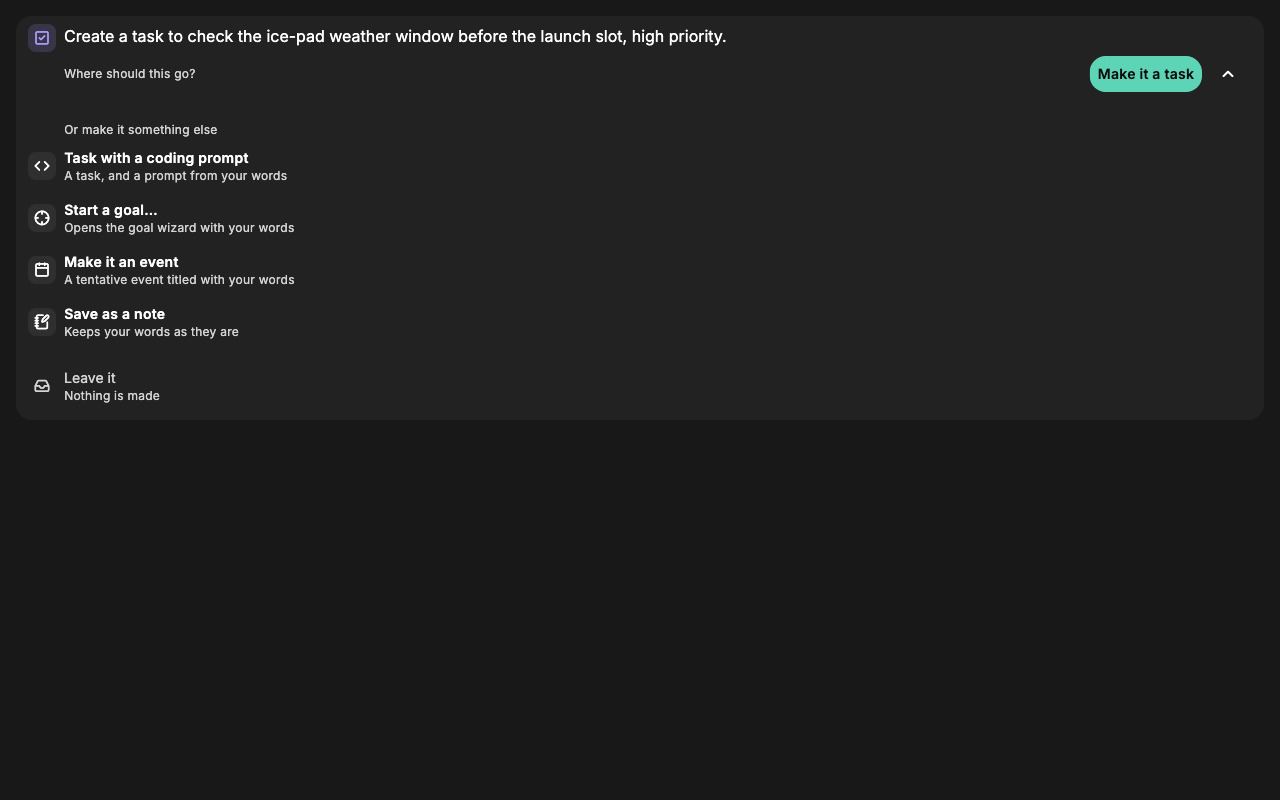 Create a task to check the ice-pad weather window before the launch slot, high priority.
Where should this go?
Make it a task
Or make it something else
Task with a coding prompt
A task, and a prompt from your words
Start a goal...
Opens the goal wizard with your words
Make it an event
A tentative event titled with your words
Save as a note
Keeps your words as they are
Leave it
Nothing is made